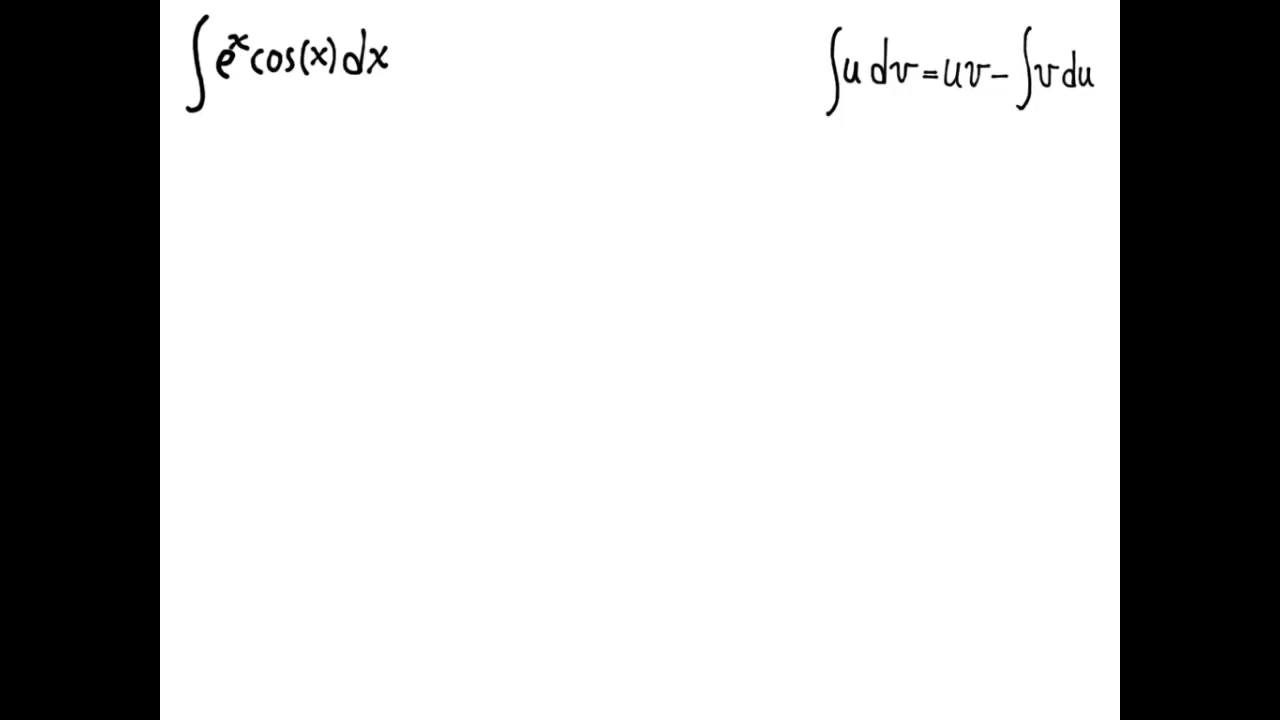 ∫eˣcos(x)dx
∫u dv = uv - ∫v du